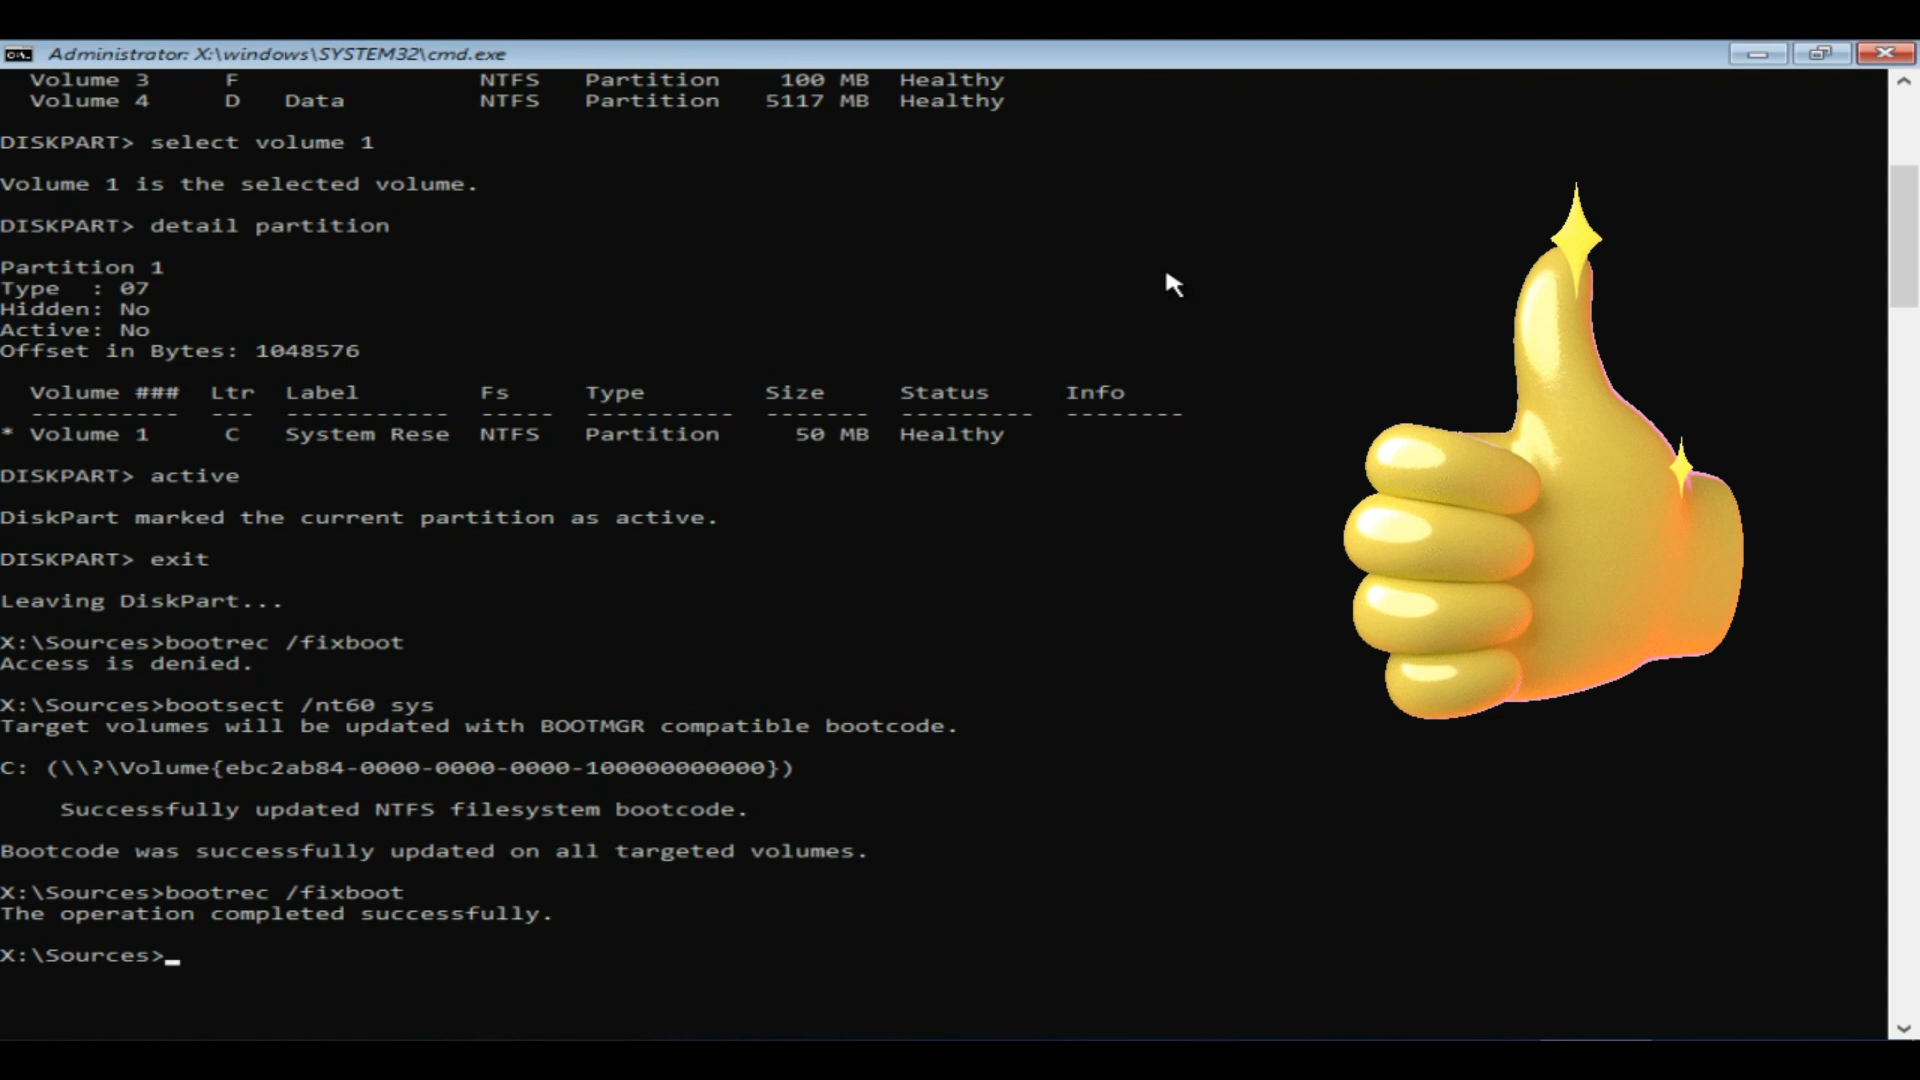 Administrator: X:\windows\SYSTEM32\cmd.exe
Volume 3     F                NTFS   Partition    100 MB  Healthy
Volume 4     D   Data         NTFS   Partition   5117 MB  Healthy
DISKPART> select volume 1
Volume 1 is the selected volume.
DISKPART> detail partition
Partition 1
Type  : 07
Hidden: No
Active: No
Offset in Bytes: 1048576
Volume ###  Ltr  Label        Fs     Type        Size     Status     Info
----------  ---  -----------  -----  ----------  -------  ---------  --------
* Volume 1     C   System Rese  NTFS   Partition     50 MB  Healthy
DISKPART> active
DiskPart marked the current partition as active.
DISKPART> exit
Leaving DiskPart...
X:\Sources>bootrec /fixboot
Access is denied.
X:\Sources>bootsect /nt60 sys
Target volumes will be updated with BOOTMGR compatible bootcode.
C: (\\?\Volume{ebc2ab84-0000-0000-0000-100000000000})
Successfully updated NTFS filesystem bootcode.
Bootcode was successfully updated on all targeted volumes.
X:\Sources>bootrec /fixboot
The operation completed successfully.
X:\Sources>